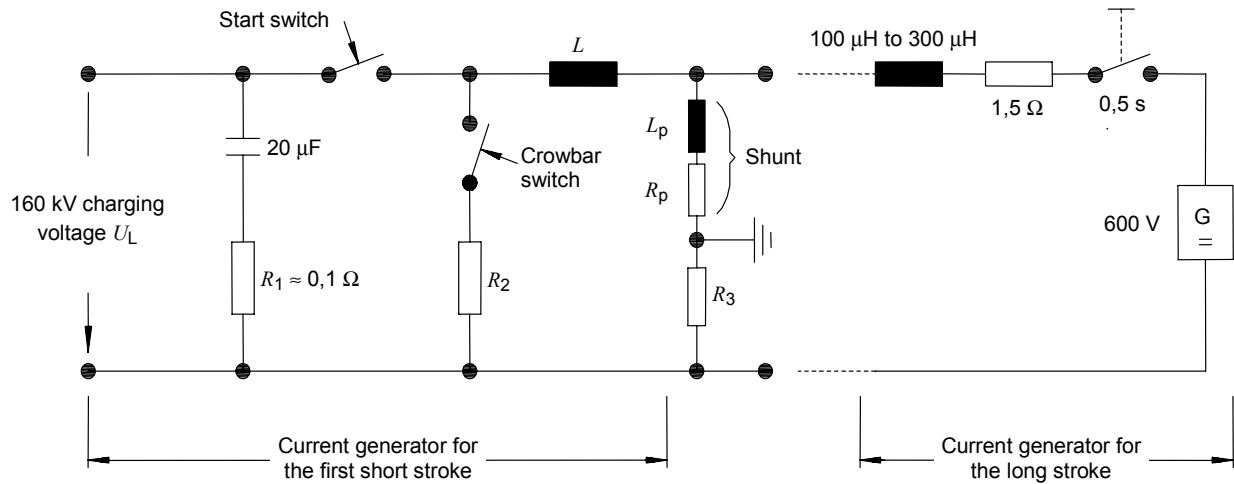 Start switch
L
100 μH to 300 μH
1,5 Ω
0,5 s
20 μF
Crowbar
switch
Lp
Shunt
Rp
160 kV charging
voltage UL
600 V
G
=
R1 ≈ 0,1 Ω
R2
R3
Current generator for
the first short stroke
Current generator for
the long stroke